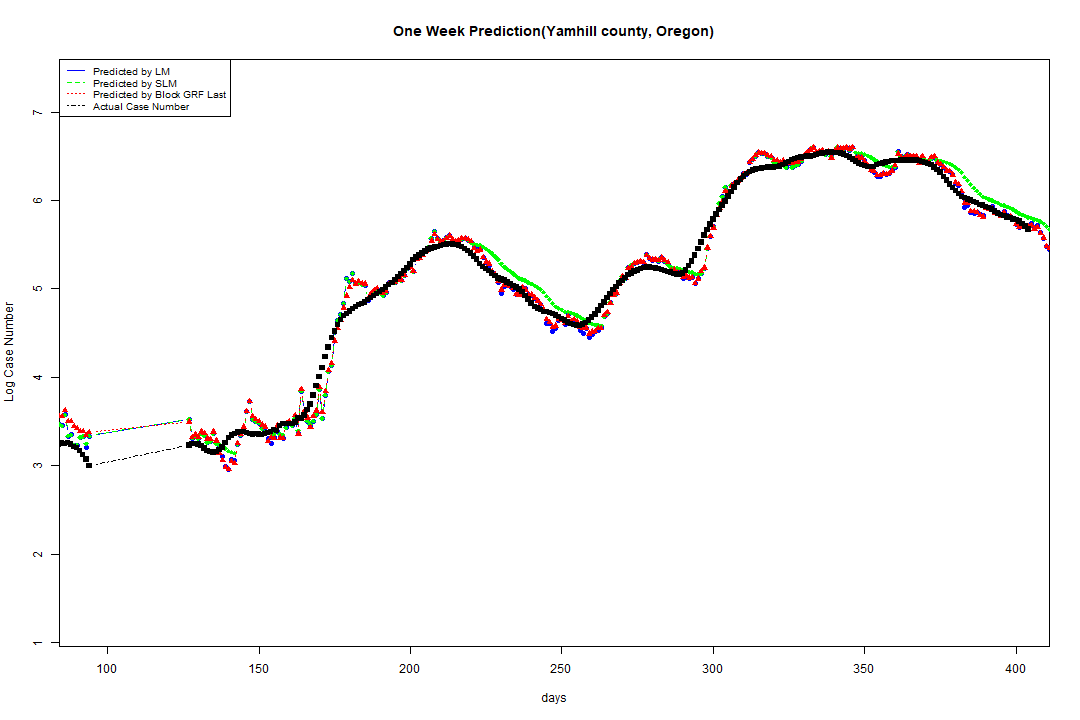 One Week Prediction(Yamhill county, Oregon)
Predicted by LM
Predicted by SLM
Predicted by Block GRF Last
Actual Case Number
7
6
5
4
3
2
1
Log Case Number
100 150 200 250 300 350 400
days